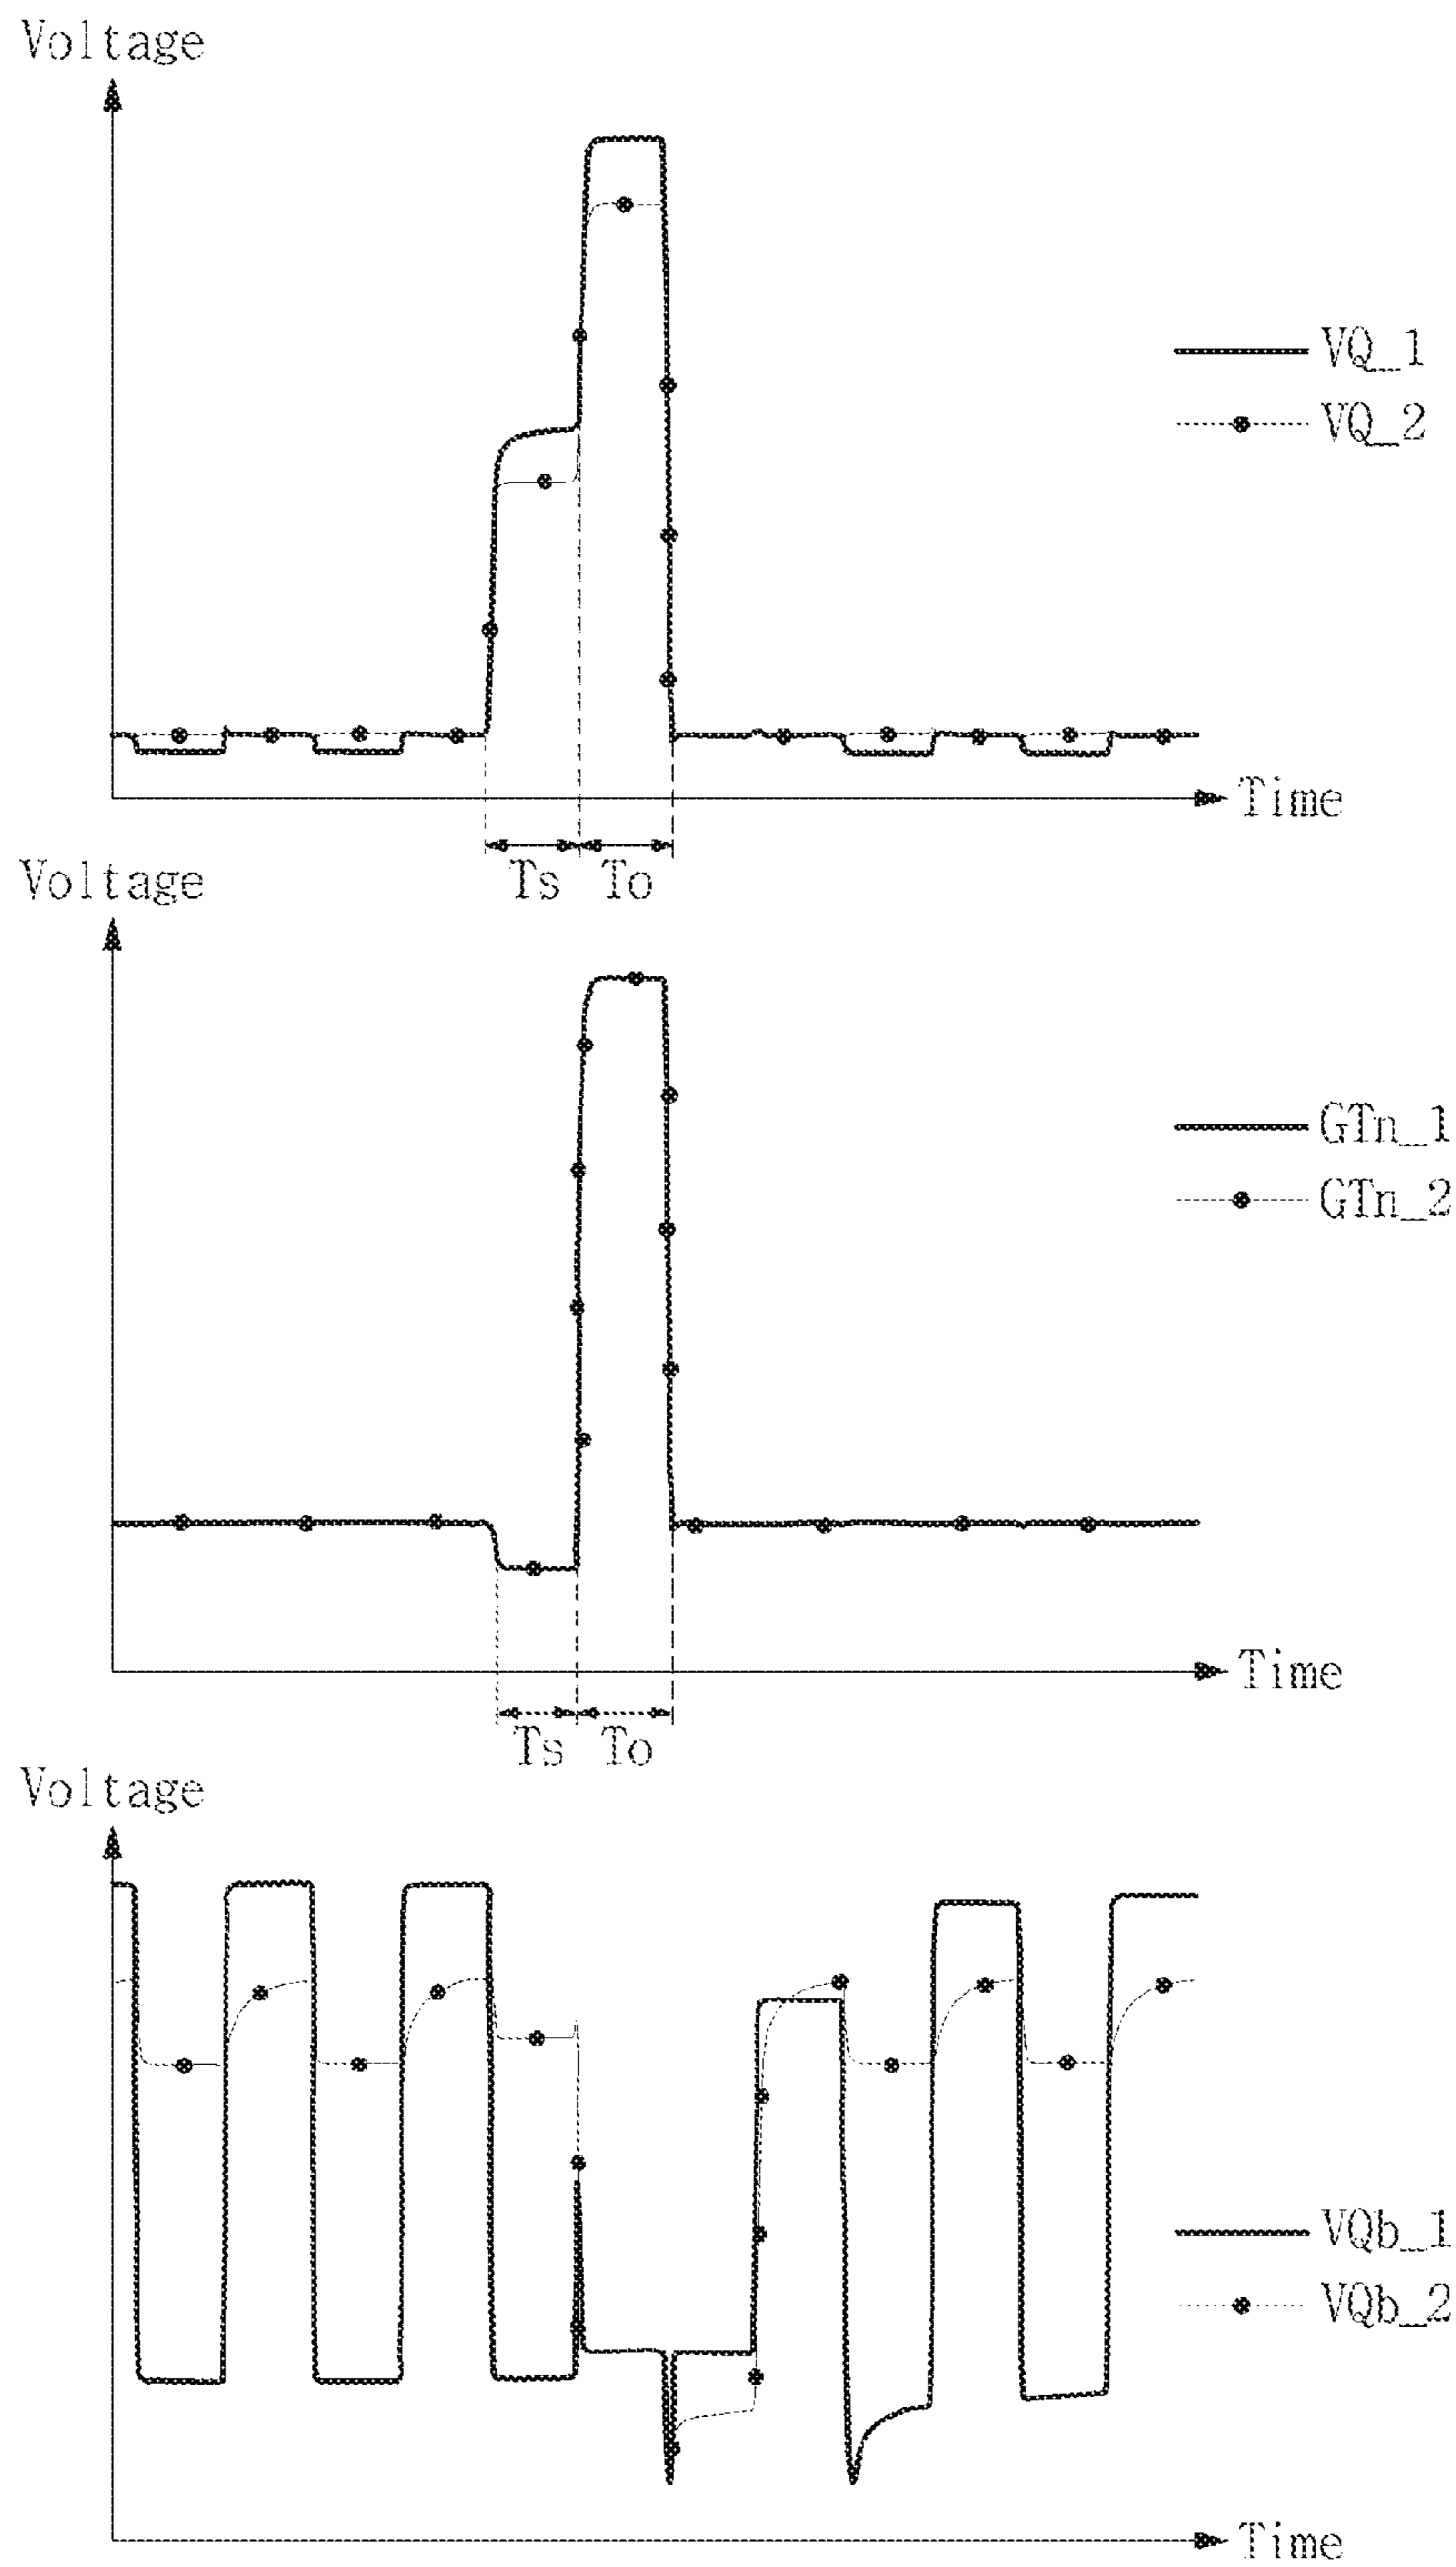 Voltage
VQ_1
VQ_2
Time
Ts To
Voltage
GTn_1
GTn_2
Time
Ts To
Voltage
VQb_1
VQb_2
Time